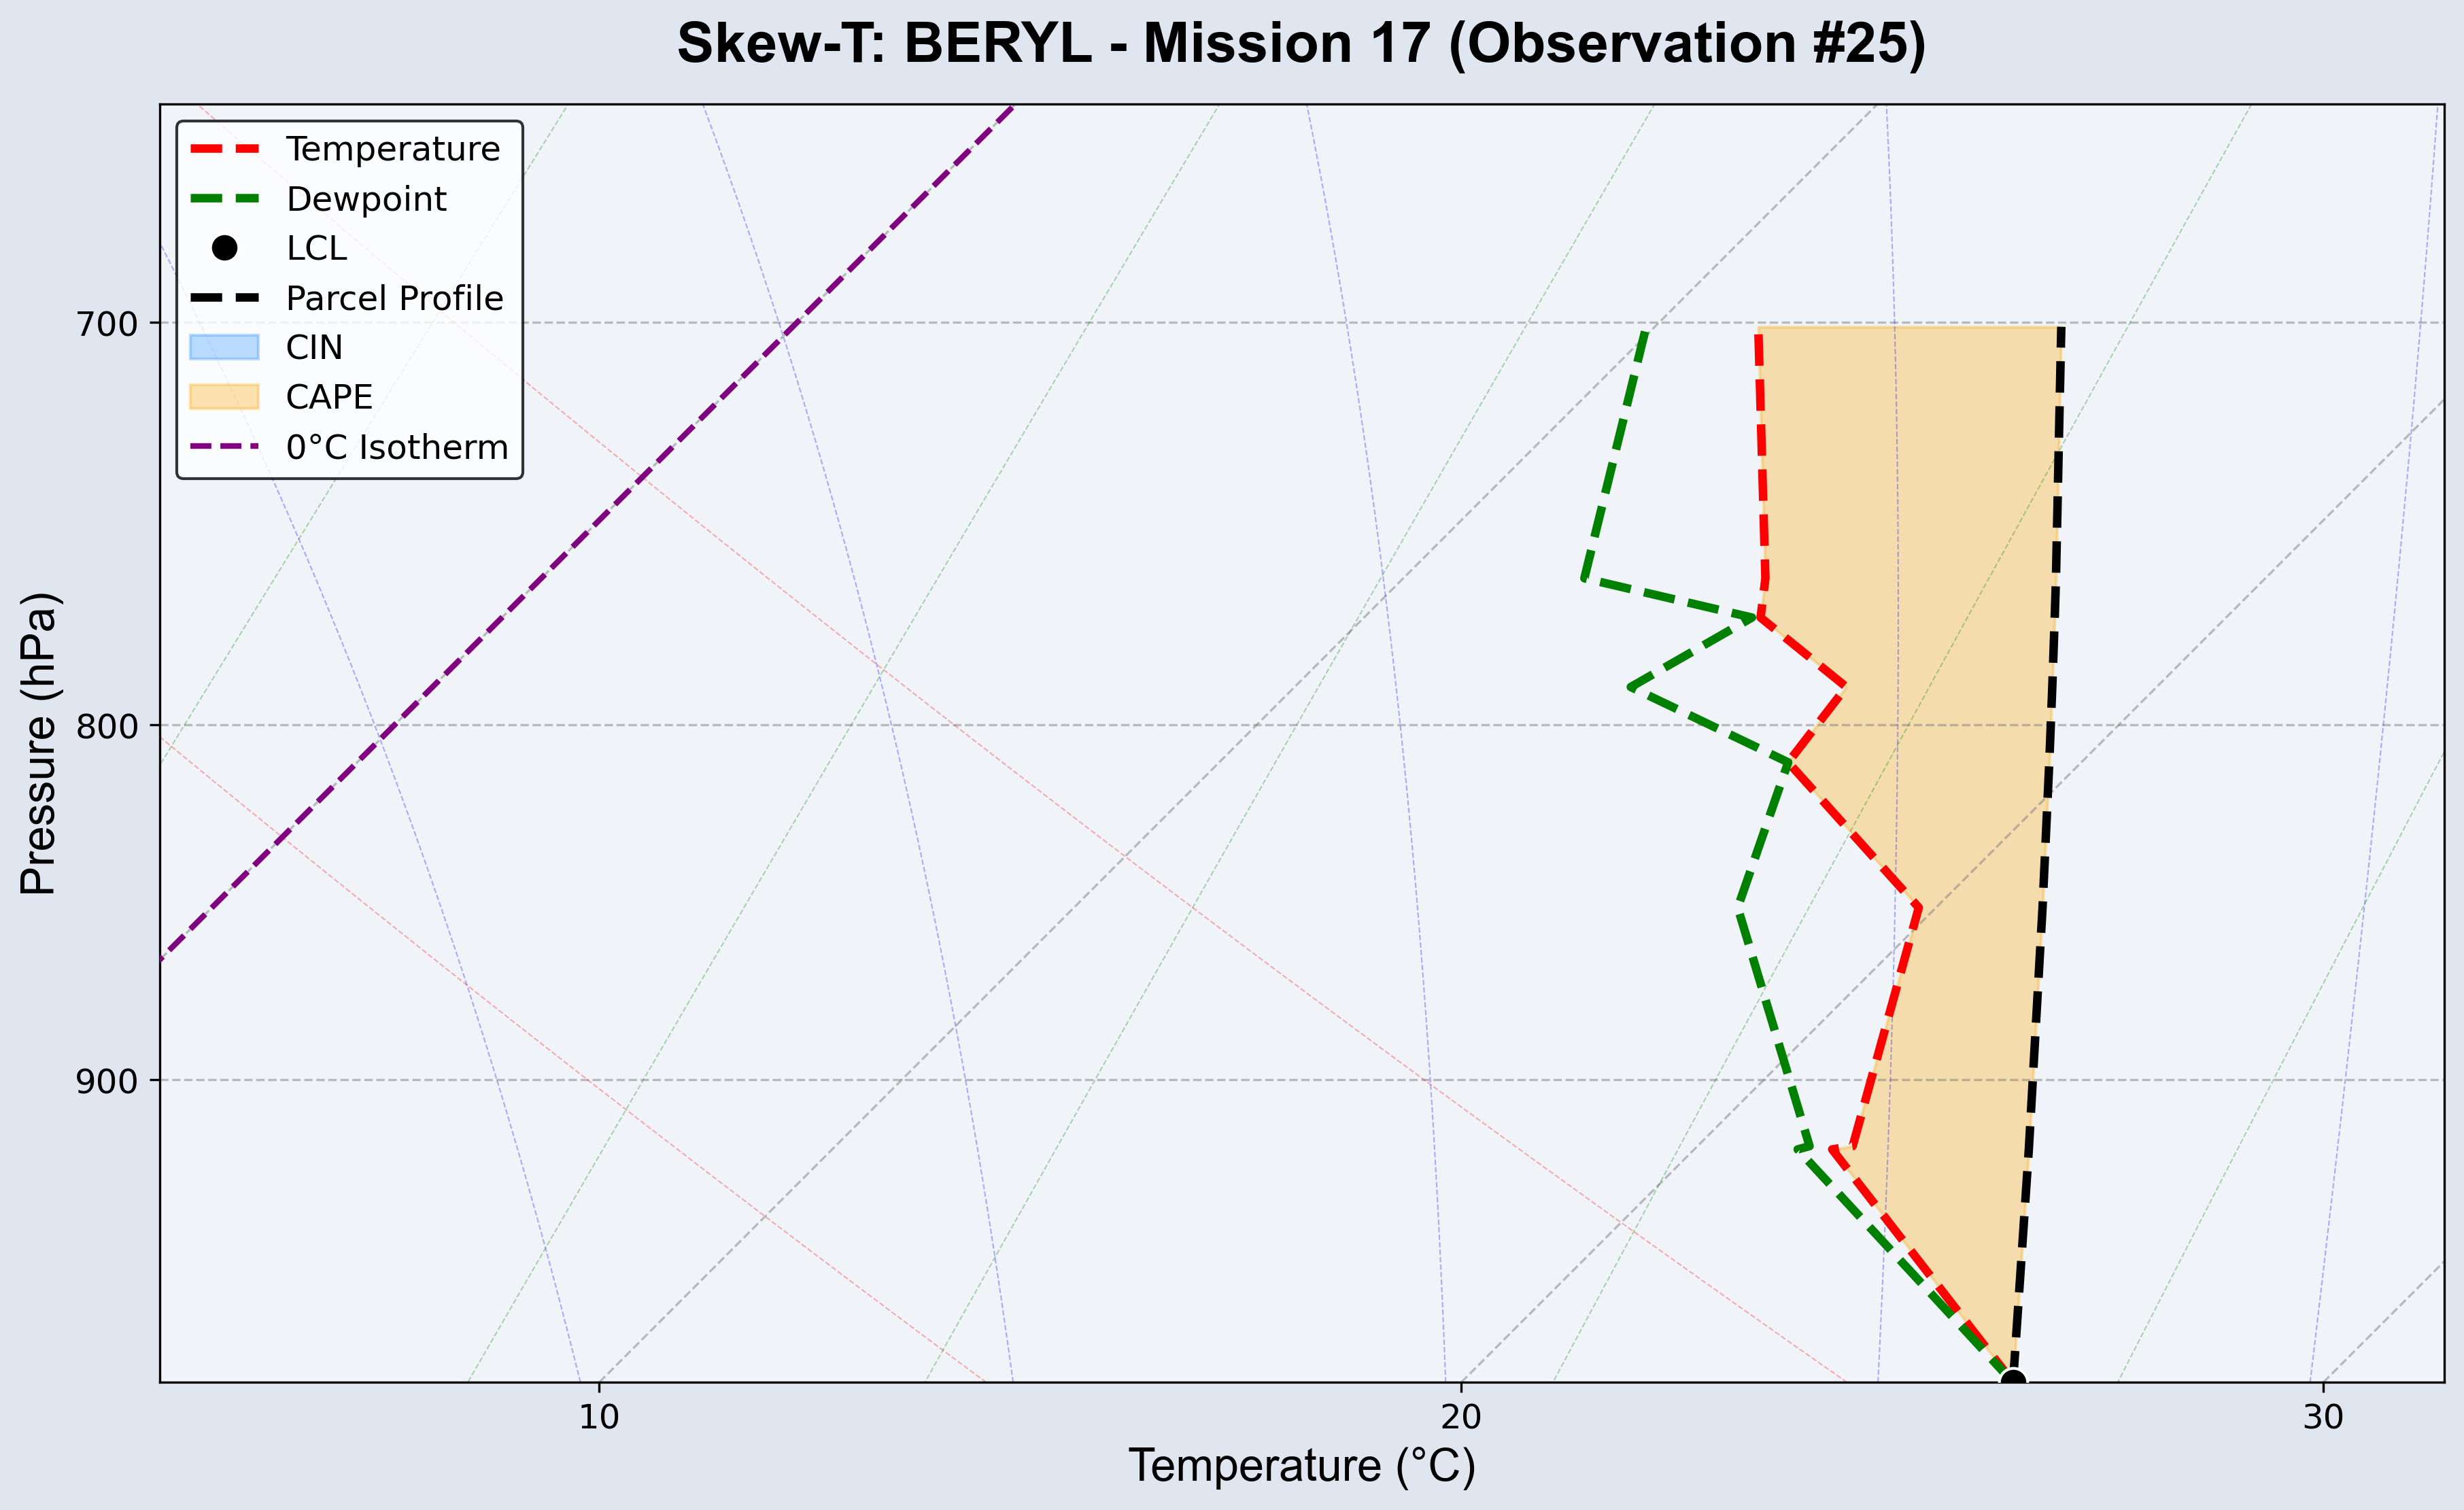 Skew-T: BERYL - Mission 17 (Observation #25)
Temperature
Dewpoint
LCL
Parcel Profile
CIN
CAPE
0°C Isotherm
700
800
900
Pressure (hPa)
10
20
30
Temperature (°C)